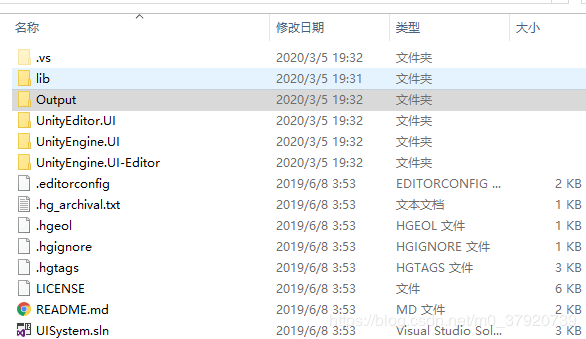 名称 修改日期 类型 大小
.vs 2020/3/5 19:32 文件夹
lib 2020/3/5 19:31 文件夹
Output 2020/3/5 19:32 文件夹
UnityEditor.UI 2020/3/5 19:32 文件夹
UnityEngine.UI 2020/3/5 19:32 文件夹
UnityEngine.UI-Editor 2020/3/5 19:32 文件夹
.editorconfig 2019/6/8 3:53 EDITORCONFIG ... 2 KB
.hg_archival.txt 2019/6/8 3:53 文本文档 1 KB
.hgeol 2019/6/8 3:53 HGEOL 文件 1 KB
.hgignore 2019/6/8 3:53 HGIGNORE 文件 1 KB
.hgtags 2019/6/8 3:53 HGTAGS 文件 3 KB
LICENSE 2019/6/8 3:53 文件 6 KB
README.md 2019/6/8 3:53 MD 文件 2 KB
UISystem.sln 2019/6/8 3:53 Visual Studio Sol... 3 KB
https://blog.csdn.net/m0_37920739